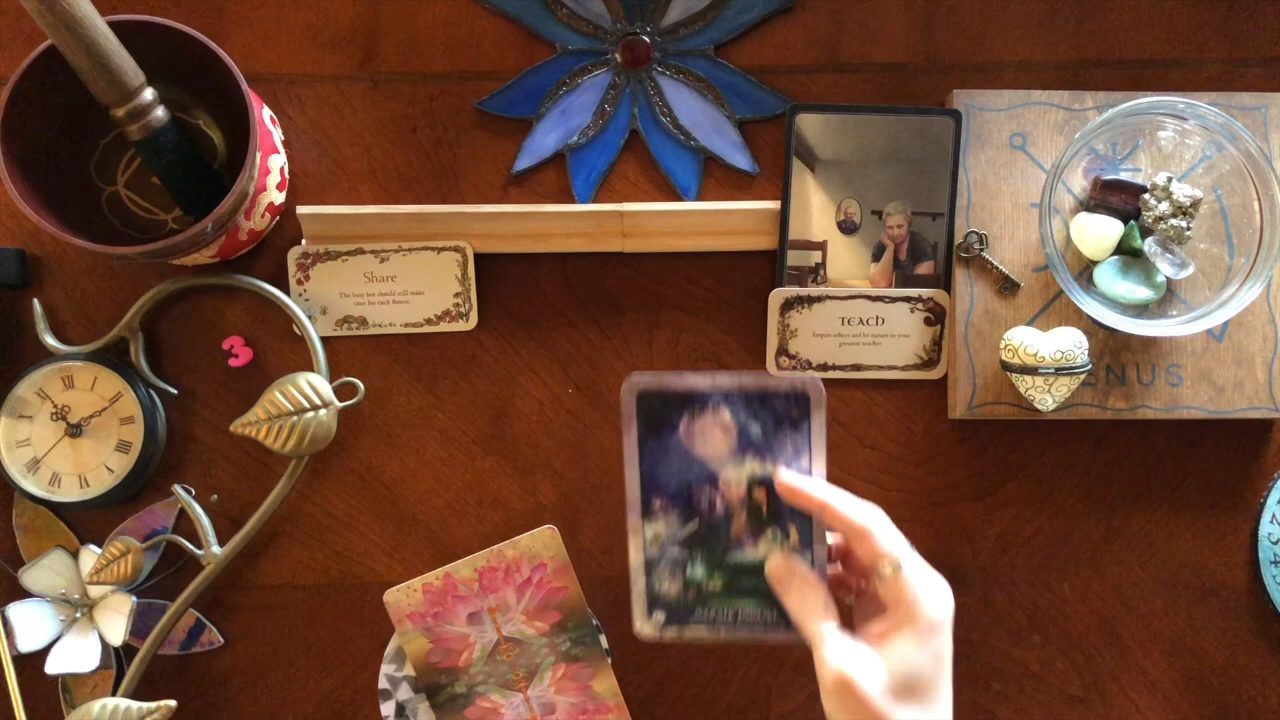 Share
The busy bee should still make
time for each flower.
TEACH
Inspire others and let nature be your
greatest teacher
3
ENUS